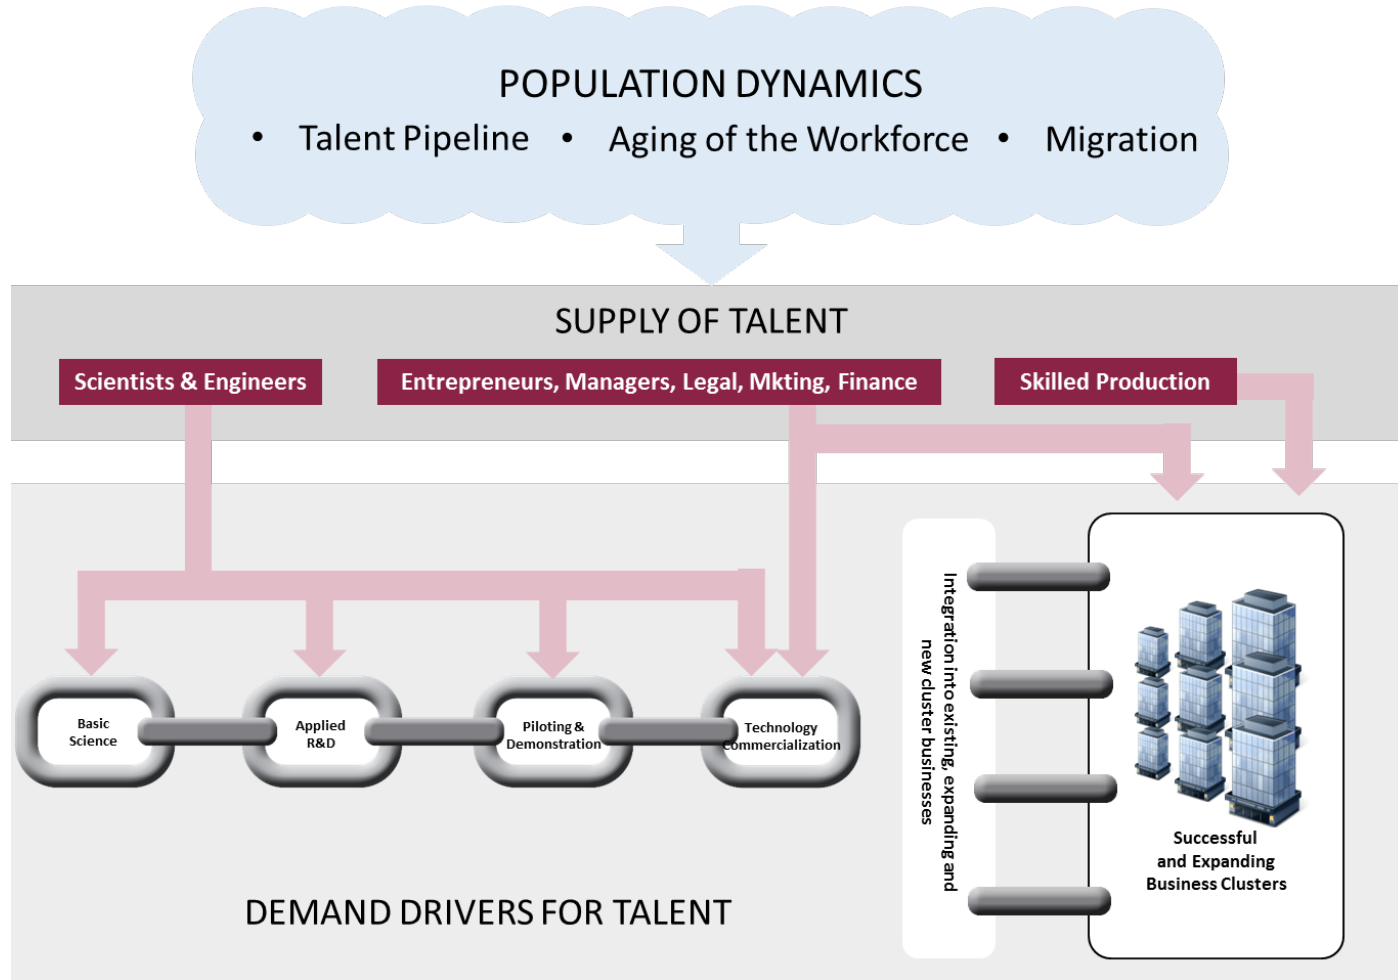 POPULATION DYNAMICS
• Talent Pipeline • Aging of the Workforce • Migration
SUPPLY OF TALENT
Scientists & Engineers
Entrepreneurs, Managers, Legal, Mkting, Finance
Skilled Production
Basic
Science
Applied
R&D
Piloting &
Demonstration
Technology
Commercialization
Integration into existing, expanding and
new cluster businesses
Successful
and Expanding
Business Clusters
DEMAND DRIVERS FOR TALENT